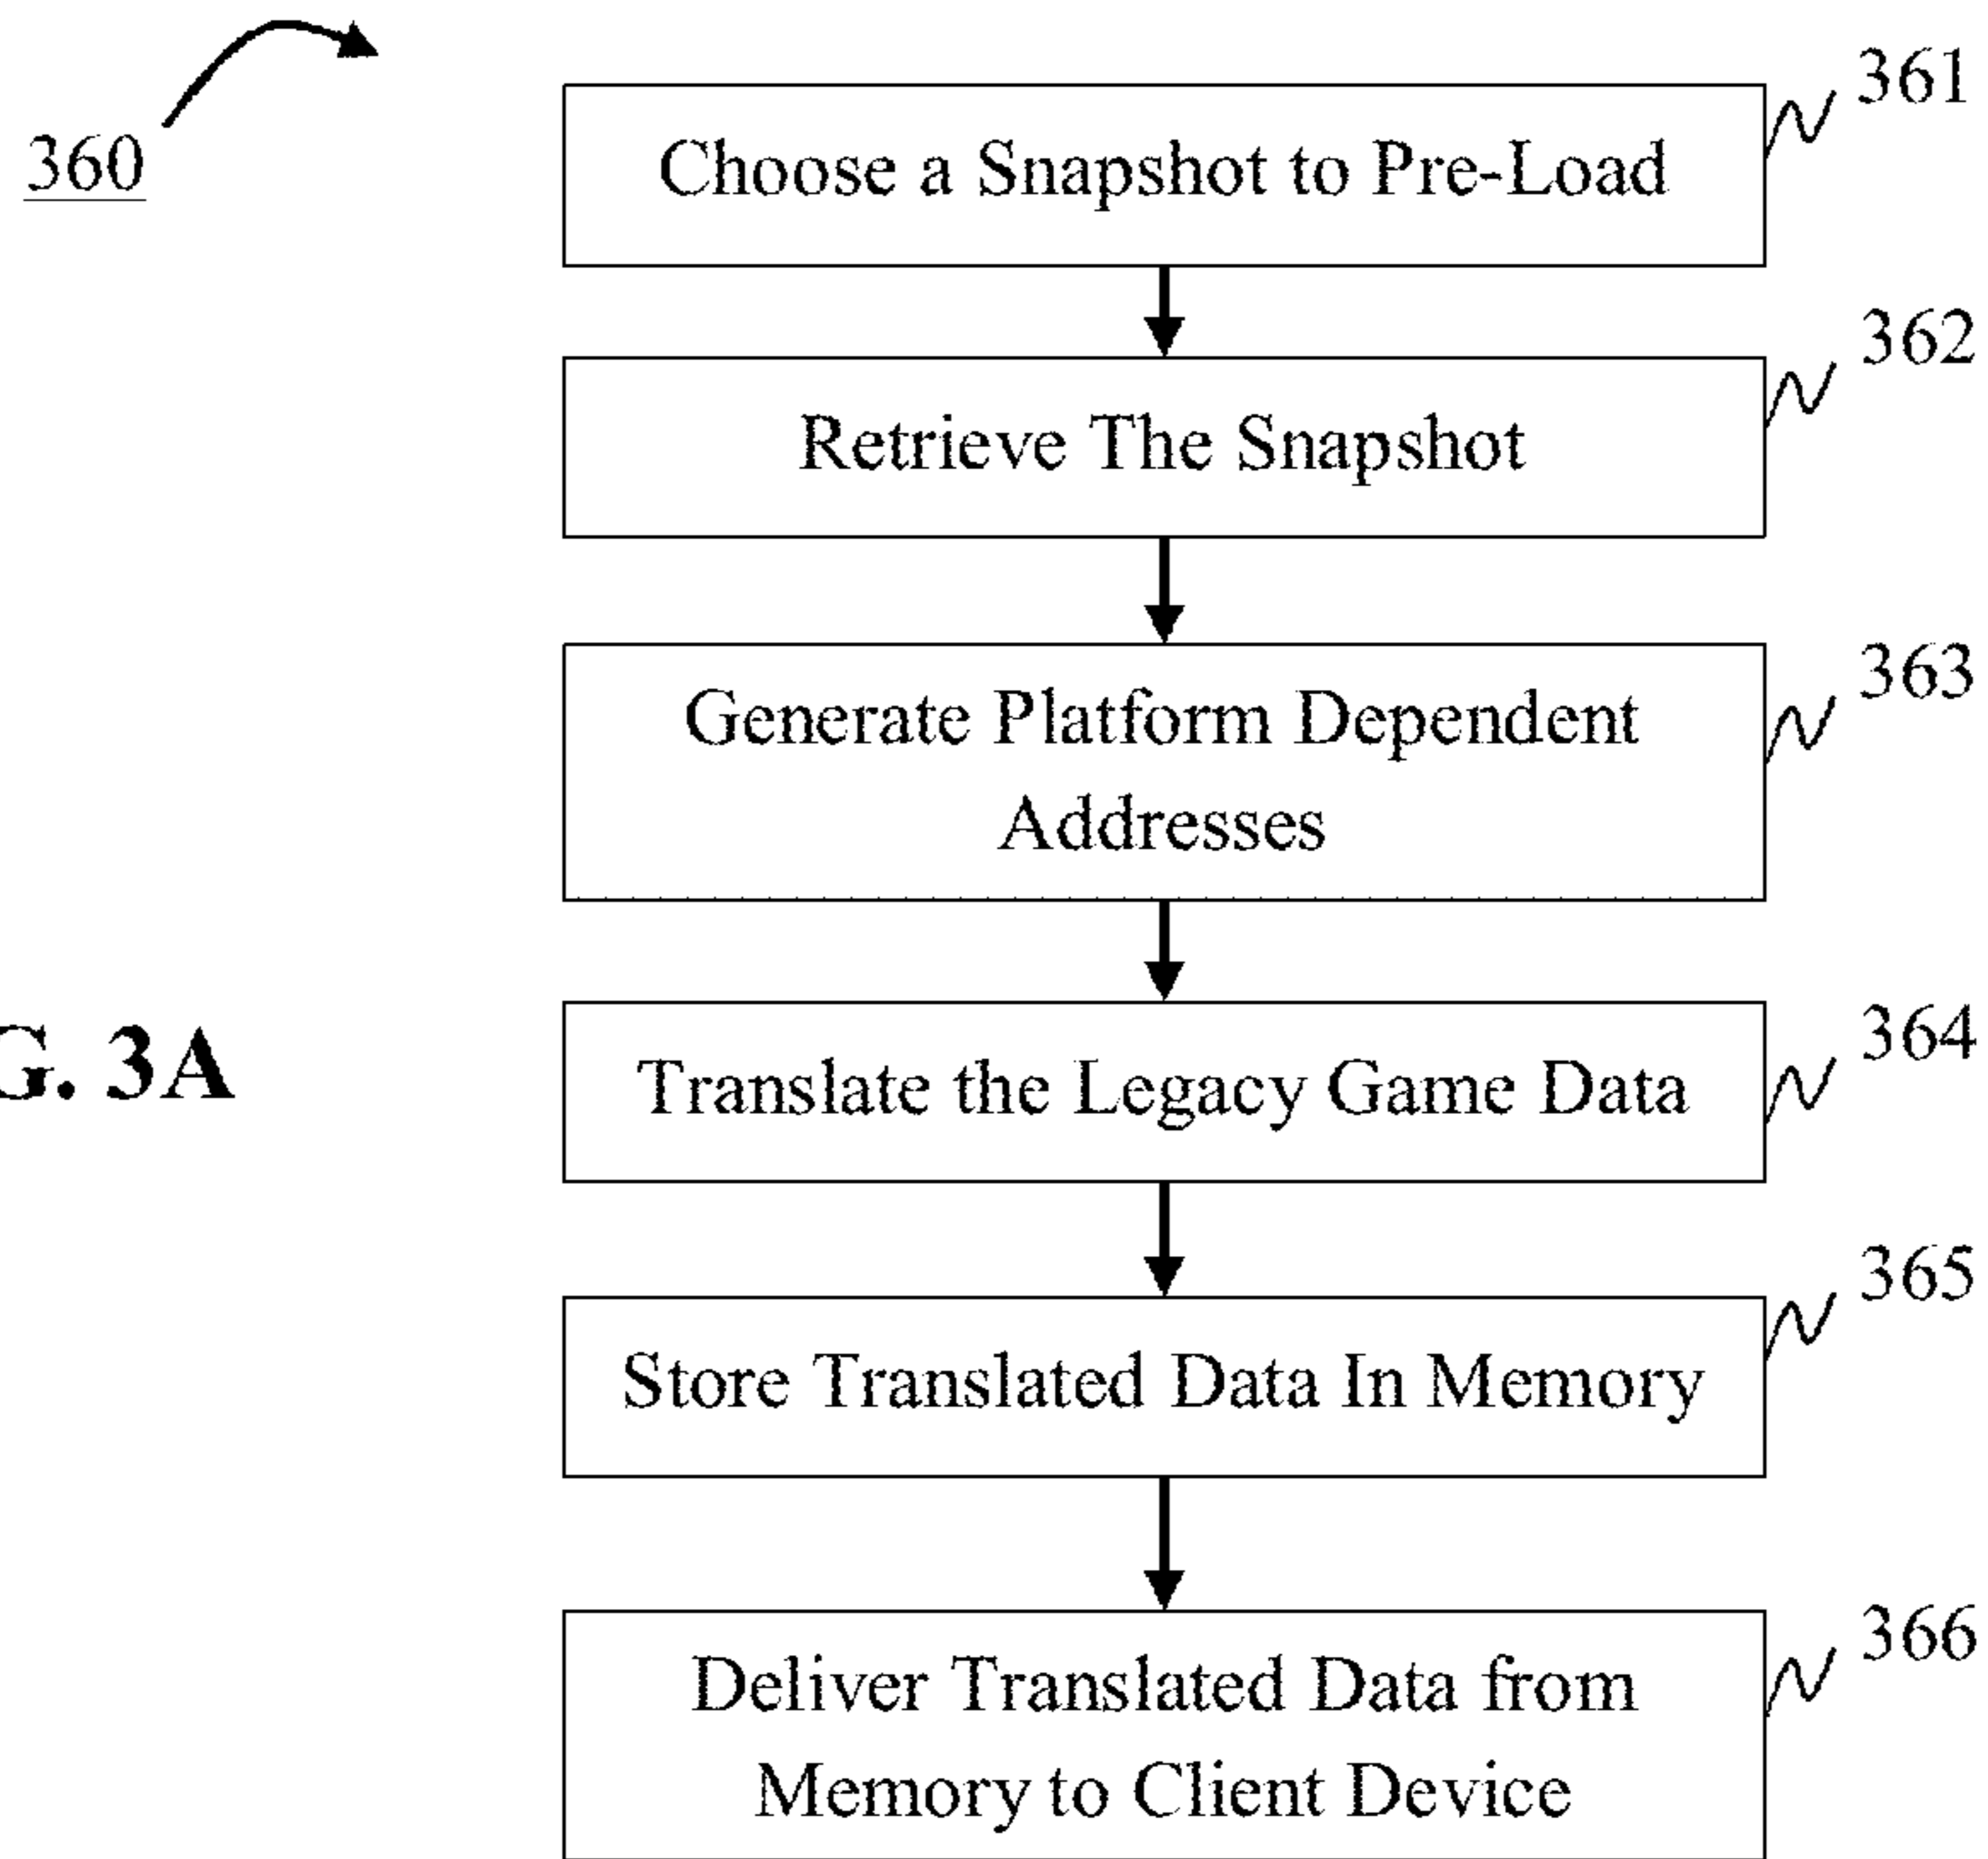 360
361
Choose a Snapshot to Pre-Load
362
Retrieve The Snapshot
363
Generate Platform Dependent
Addresses
364
Translate the Legacy Game Data
G. 3A
365
Store Translated Data In Memory
366
Deliver Translated Data from
Memory to Client Device